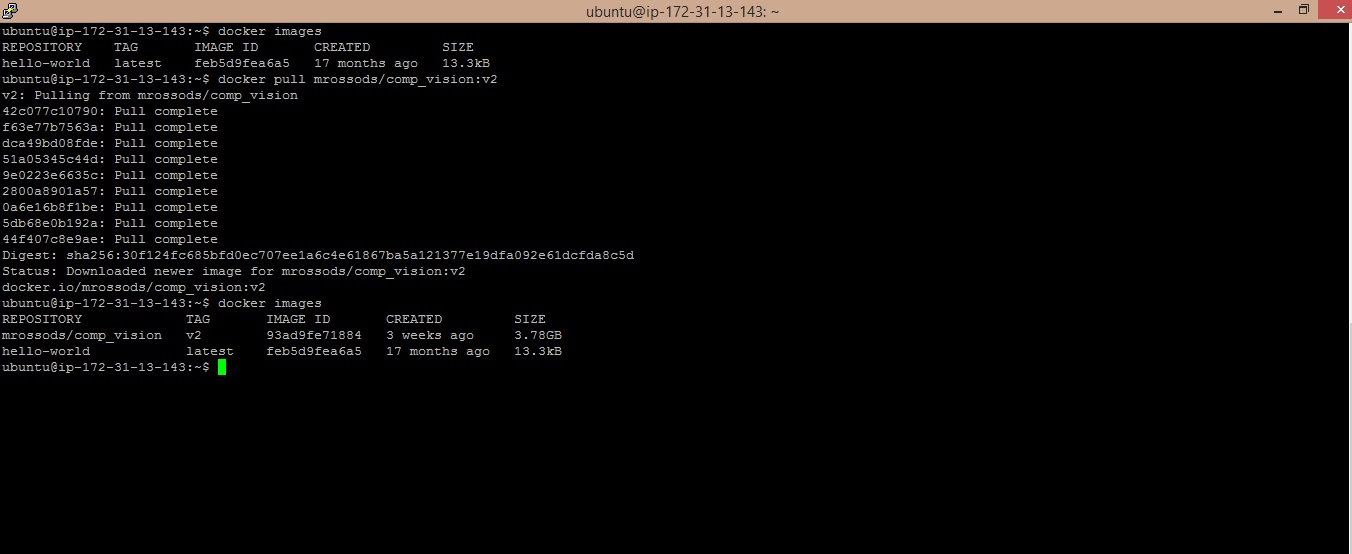 ubuntu@ip-172-31-13-143: ~
ubuntu@ip-172-31-13-143:~$ docker images
REPOSITORY    TAG       IMAGE ID       CREATED         SIZE
hello-world   latest    feb5d9fea6a5   17 months ago   13.3kB
ubuntu@ip-172-31-13-143:~$ docker pull mrossods/comp_vision:v2
v2: Pulling from mrossods/comp_vision
42c077c10790: Pull complete
f63e77b7563a: Pull complete
dca49bd08fde: Pull complete
51a05345c44d: Pull complete
9e0223e6635c: Pull complete
2800a8901a57: Pull complete
0a6e16b8f1be: Pull complete
5db68e0b192a: Pull complete
44f407c8e9ae: Pull complete
Digest: sha256:30f124fc685bfd0ec707ee1a6c4e61867ba5a121377e19dfa092e61dcfda8c5d
Status: Downloaded newer image for mrossods/comp_vision:v2
docker.io/mrossods/comp_vision:v2
ubuntu@ip-172-31-13-143:~$ docker images
REPOSITORY             TAG       IMAGE ID       CREATED         SIZE
mrossods/comp_vision   v2        93ad9fe71884   3 weeks ago     3.78GB
hello-world            latest    feb5d9fea6a5   17 months ago   13.3kB
ubuntu@ip-172-31-13-143:~$